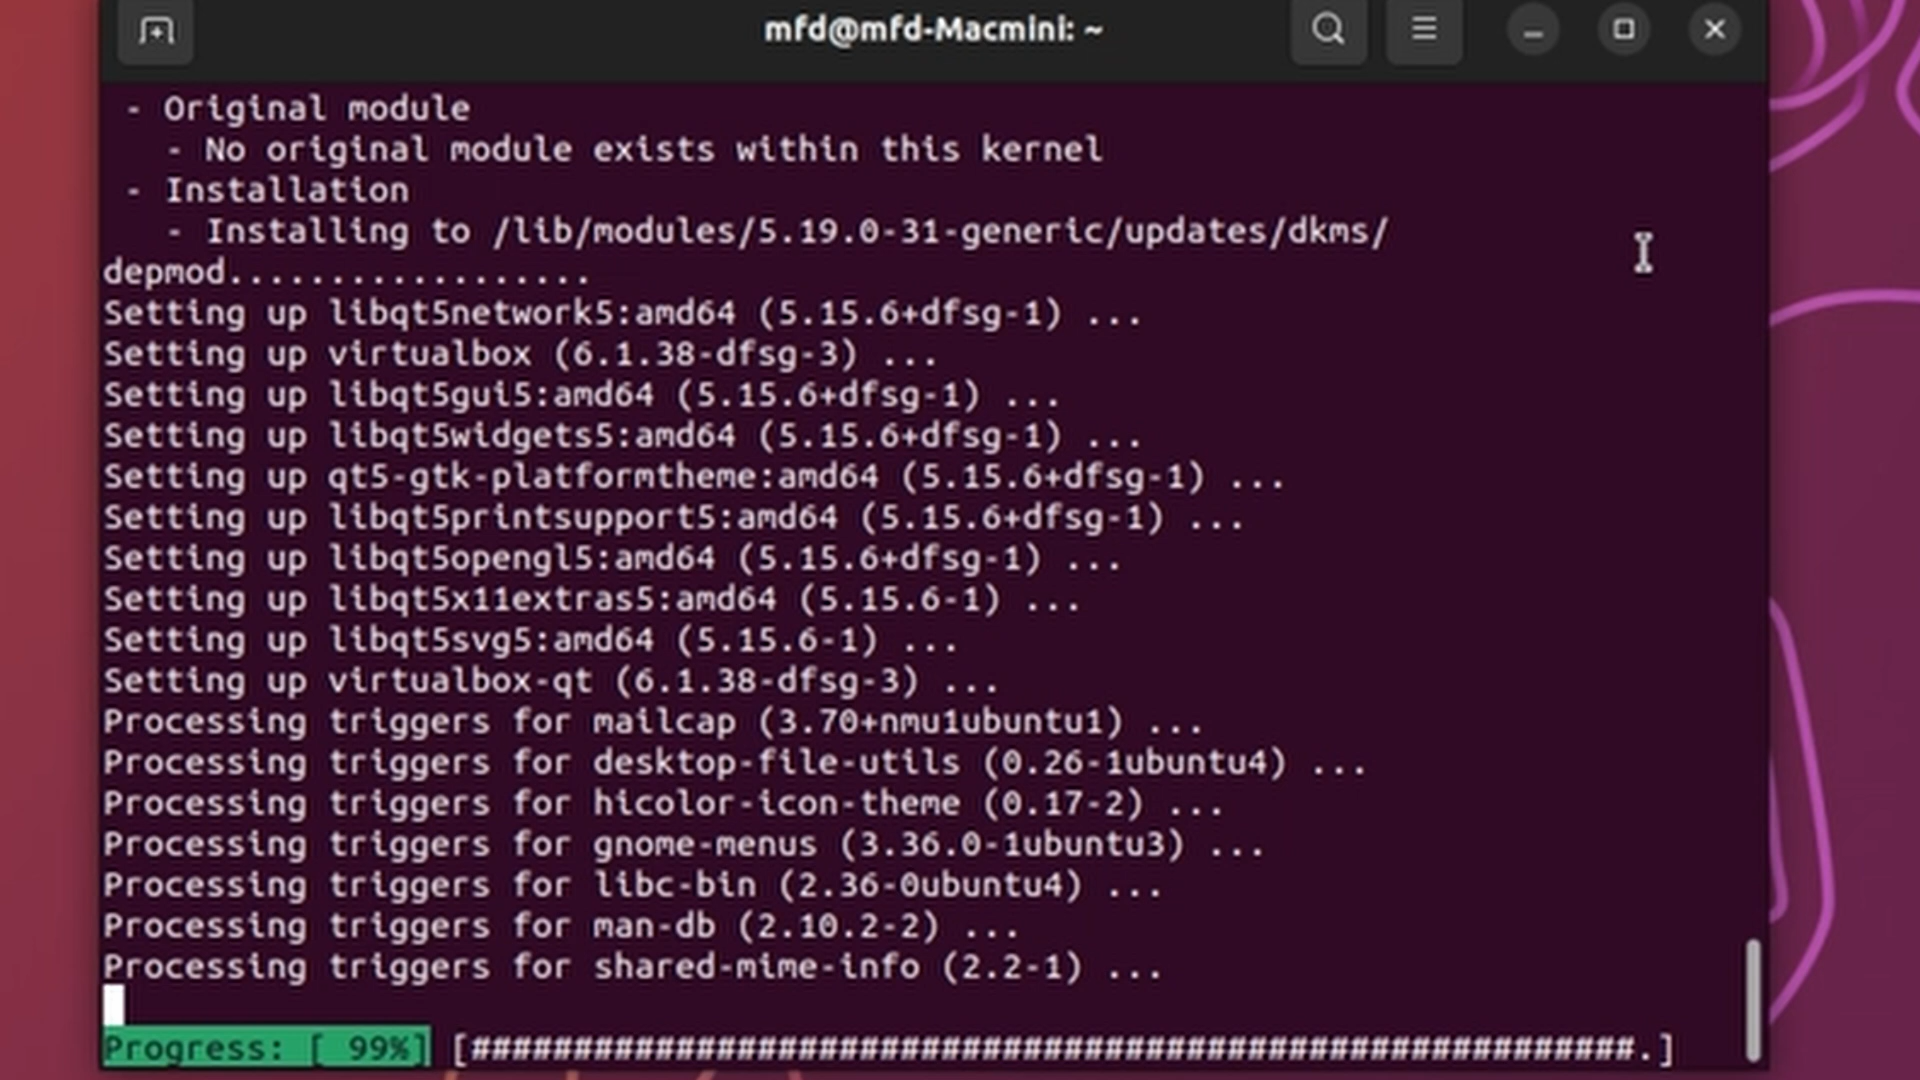 mfd@mfd-Macmini: ~
- Original module
- No original module exists within this kernel
- Installation
- Installing to /lib/modules/5.19.0-31-generic/updates/dkms/
depmod..................
Setting up libqt5network5:amd64 (5.15.6+dfsg-1) ...
Setting up virtualbox (6.1.38-dfsg-3) ...
Setting up libqt5gui5:amd64 (5.15.6+dfsg-1) ...
Setting up libqt5widgets5:amd64 (5.15.6+dfsg-1) ...
Setting up qt5-gtk-platformtheme:amd64 (5.15.6+dfsg-1) ...
Setting up libqt5printsupport5:amd64 (5.15.6+dfsg-1) ...
Setting up libqt5opengl5:amd64 (5.15.6+dfsg-1) ...
Setting up libqt5x11extras5:amd64 (5.15.6-1) ...
Setting up libqt5svg5:amd64 (5.15.6-1) ...
Setting up virtualbox-qt (6.1.38-dfsg-3) ...
Processing triggers for mailcap (3.70+nmu1ubuntu1) ...
Processing triggers for desktop-file-utils (0.26-1ubuntu4) ...
Processing triggers for hicolor-icon-theme (0.17-2) ...
Processing triggers for gnome-menus (3.36.0-1ubuntu3) ...
Processing triggers for libc-bin (2.36-0ubuntu4) ...
Processing triggers for man-db (2.10.2-2) ...
Processing triggers for shared-mime-info (2.2-1) ...
Progress: [ 99%] [#########################################################.]